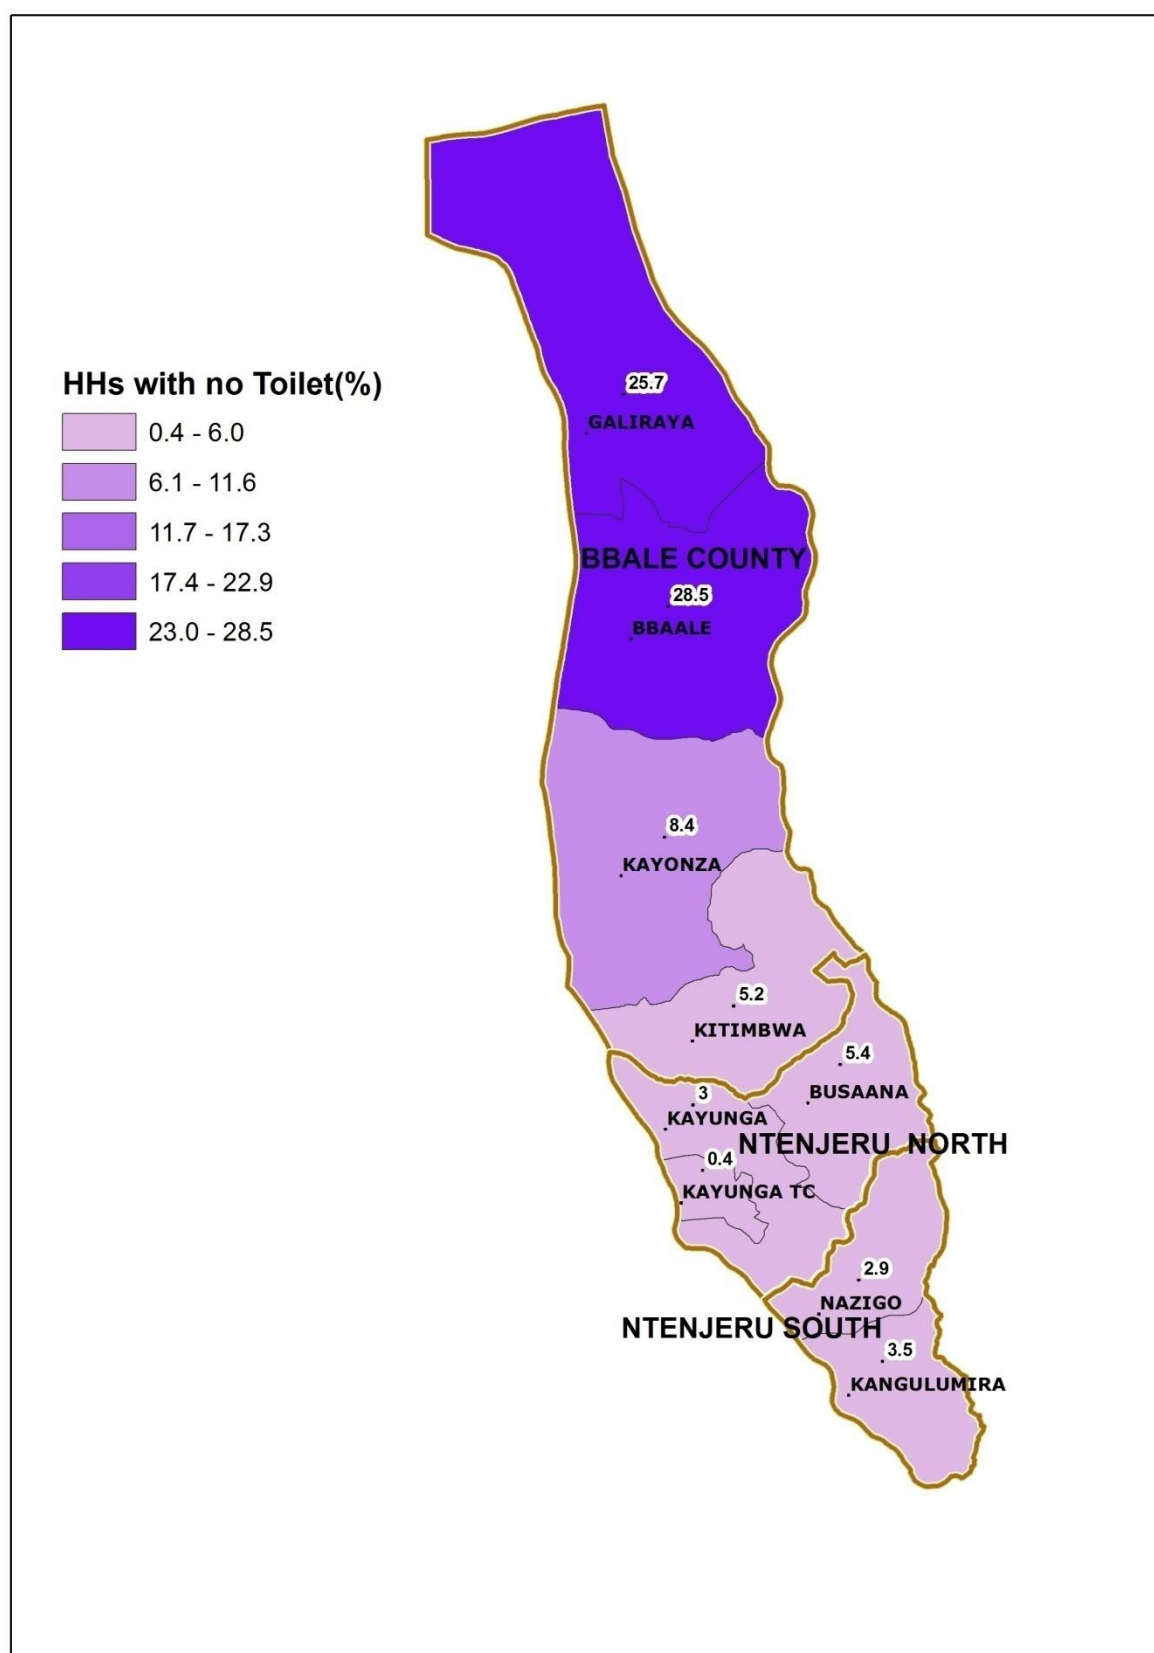 HHs with no Toilet(%)
0.4 - 6.0
6.1 - 11.6
11.7 - 17.3
17.4 - 22.9
23.0 - 28.5
25.7
GALIRAYA
BBALE COUNTY
28.5
BBAALE
8.4
KAYONZA
5.2
KITIMBWA
5.4
BUSAANA
3
KAYUNGA
NTENJERU NORTH
0.4
KAYUNGA TC
2.9
NAZIGO
NTENJERU SOUTH
3.5
KANGULUMIRA